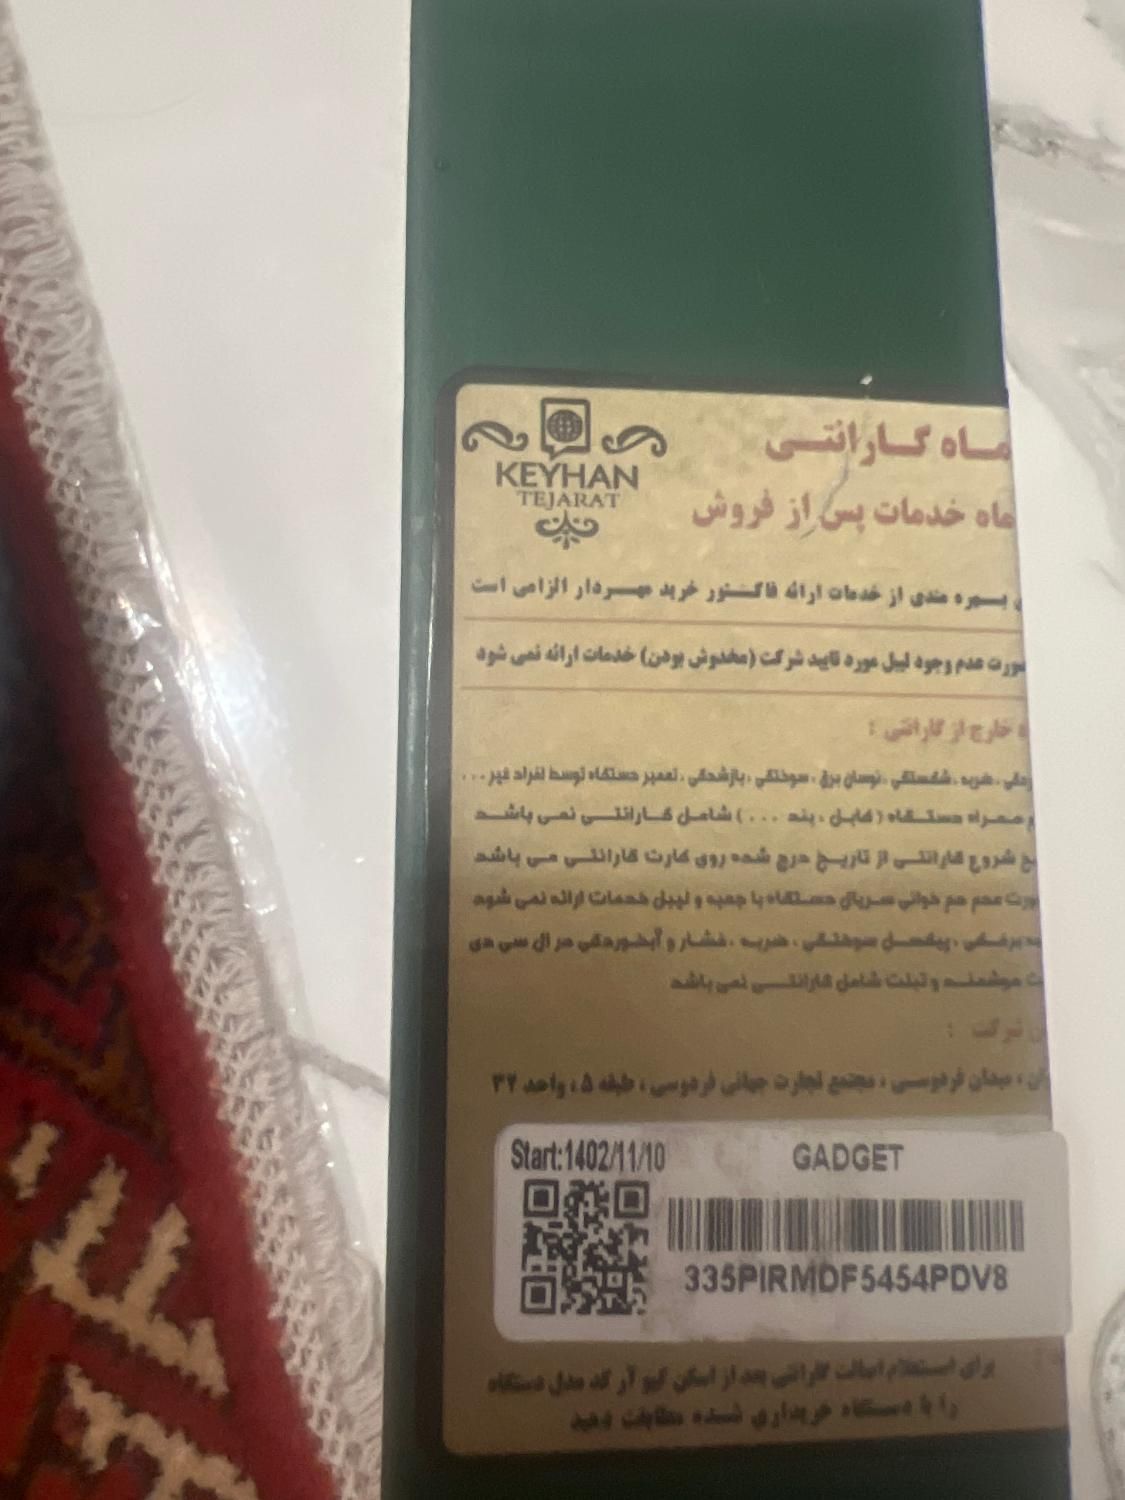 KEYHAN
TEJARAT
ماه گارانتی
ماه خدمات پس از فروش
بهره مندی از خدمات ارائه فاکتور خرید مهردار الزامی است
صورت عدم وجود لیبل مورد تایید شرکت (مخدوش بودن) خدمات ارائه نمی شود
خارج از گارانتی :
ضربه ، شکستگی ، نوسان برق ، سوختگی ، بازشدگی ، تعمیر دستگاه توسط افراد غیر ...
همراه دستگاه ( کابل ، بند ... ) شامل گارانتی نمی باشد
شروع گارانتی از تاریخ درج شده روی کارت گارانتی می باشد
صورت عدم هم خوانی سریال دستگاه با جعبه و لیبل خدمات ارائه نمی شود
پیکسل سوختگی ، ضربه ، فشار و آبخوردگی در ال سی دی
هوشمند و تبلت شامل گارانتی نمی باشد
شرکت :
میدان فردوسی ، مجتمع تجارت جهانی فردوسی ، طبقه ۵ ، واحد ۳۲
Start:1402/11/10 GADGET
335PIRMDF5454PDV8
برای استعلام اصالت گارانتی بعد از اسکن کیو آر کد مدل دستگاه
را با دستگاه خریداری شده مطابقت دهید